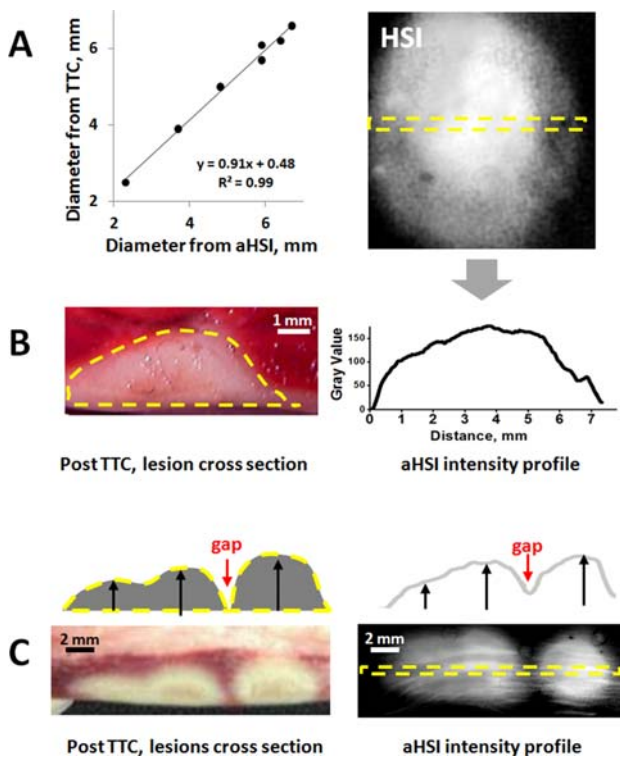 A
Diameter from TTC, mm
6
4
2
2 4 6
y = 0.91x + 0.48
R² = 0.99
Diameter from aHSI, mm
HSI
B
1 mm
Post TTC, lesion cross section
Gray Value
150
100
50
0
0 1 2 3 4 5 6 7
Distance, mm
aHSI intensity profile
gap
gap
C
2 mm
2 mm
Post TTC, lesions cross section
aHSI intensity profile